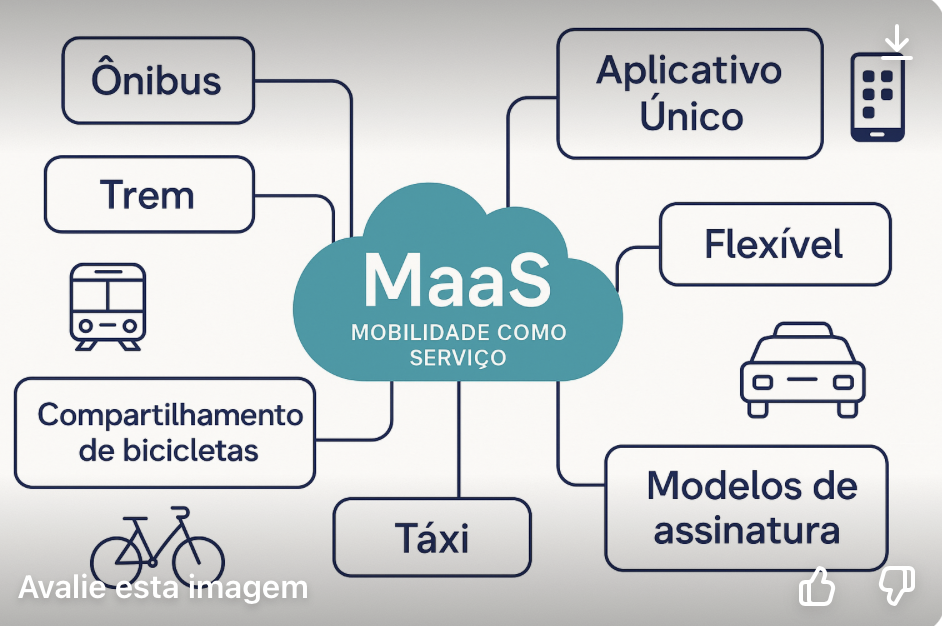 Ônibus
Aplicativo
Único
Trem
Flexível
MaaS
MOBILIDADE COMO
SERVIÇO
Compartilhamento
de bicicletas
Táxi
Modelos de
assinatura
Avalie esta imagem